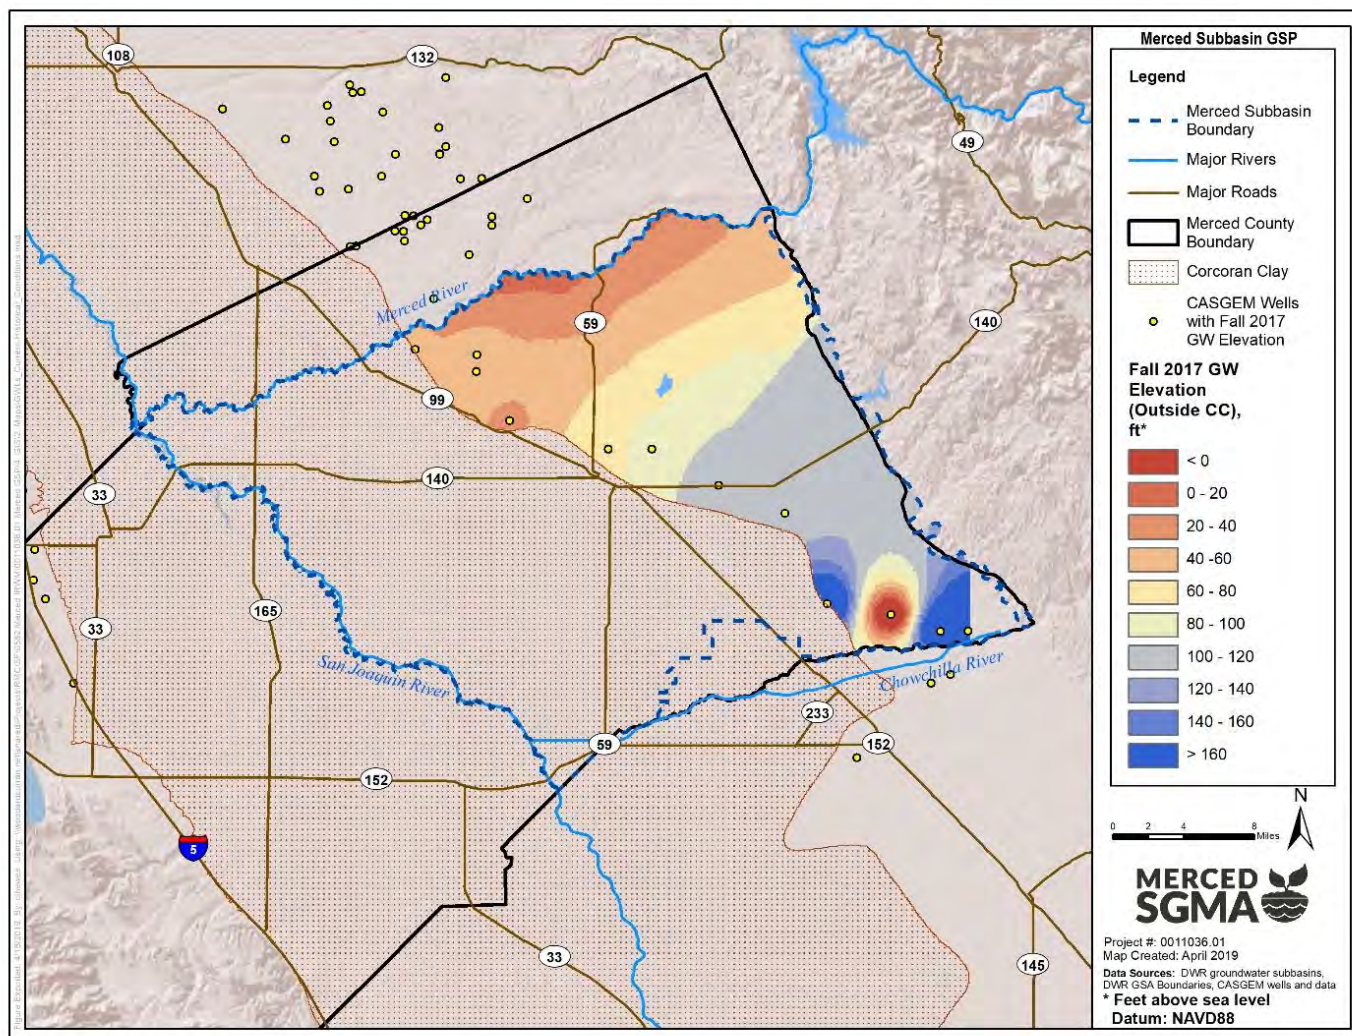 Merced Subbasin GSP
Legend
Merced Subbasin
Boundary
Major Rivers
Major Roads
Merced County
Boundary
Corcoran Clay
CASGEM Wells
with Fall 2017
GW Elevation
Fall 2017 GW
Elevation
(Outside CC),
ft*
< 0
0 - 20
20 - 40
40 -60
60 - 80
80 - 100
100 - 120
120 - 140
140 - 160
> 160
N
0 2 4 8 Miles
MERCED
SGMA
Project #: 0011036.01
Map Created: April 2019
Data Sources: DWR groundwater subbasins,
DWR GSA Boundaries, CASGEM wells and data
* Feet above sea level
Datum: NAVD88
108
132
49
Merced River
59
140
99
140
33
165
33
San Joaquin River
Chowchilla River
233
59
152
152
5
33
145